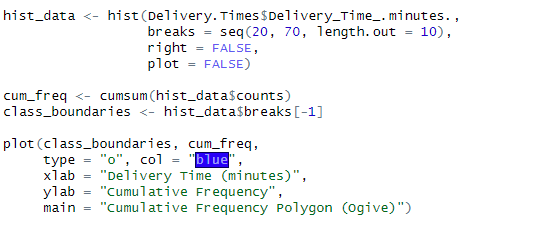 hist_data <- hist(Delivery.Times$Delivery_Time_.minutes.,
breaks = seq(20, 70, length.out = 10),
right = FALSE,
plot = FALSE)
cum_freq <- cumsum(hist_data$counts)
class_boundaries <- hist_data$breaks[-1]
plot(class_boundaries, cum_freq,
type = "o", col = "blue",
xlab = "Delivery Time (minutes)",
ylab = "Cumulative Frequency",
main = "Cumulative Frequency Polygon (Ogive)")